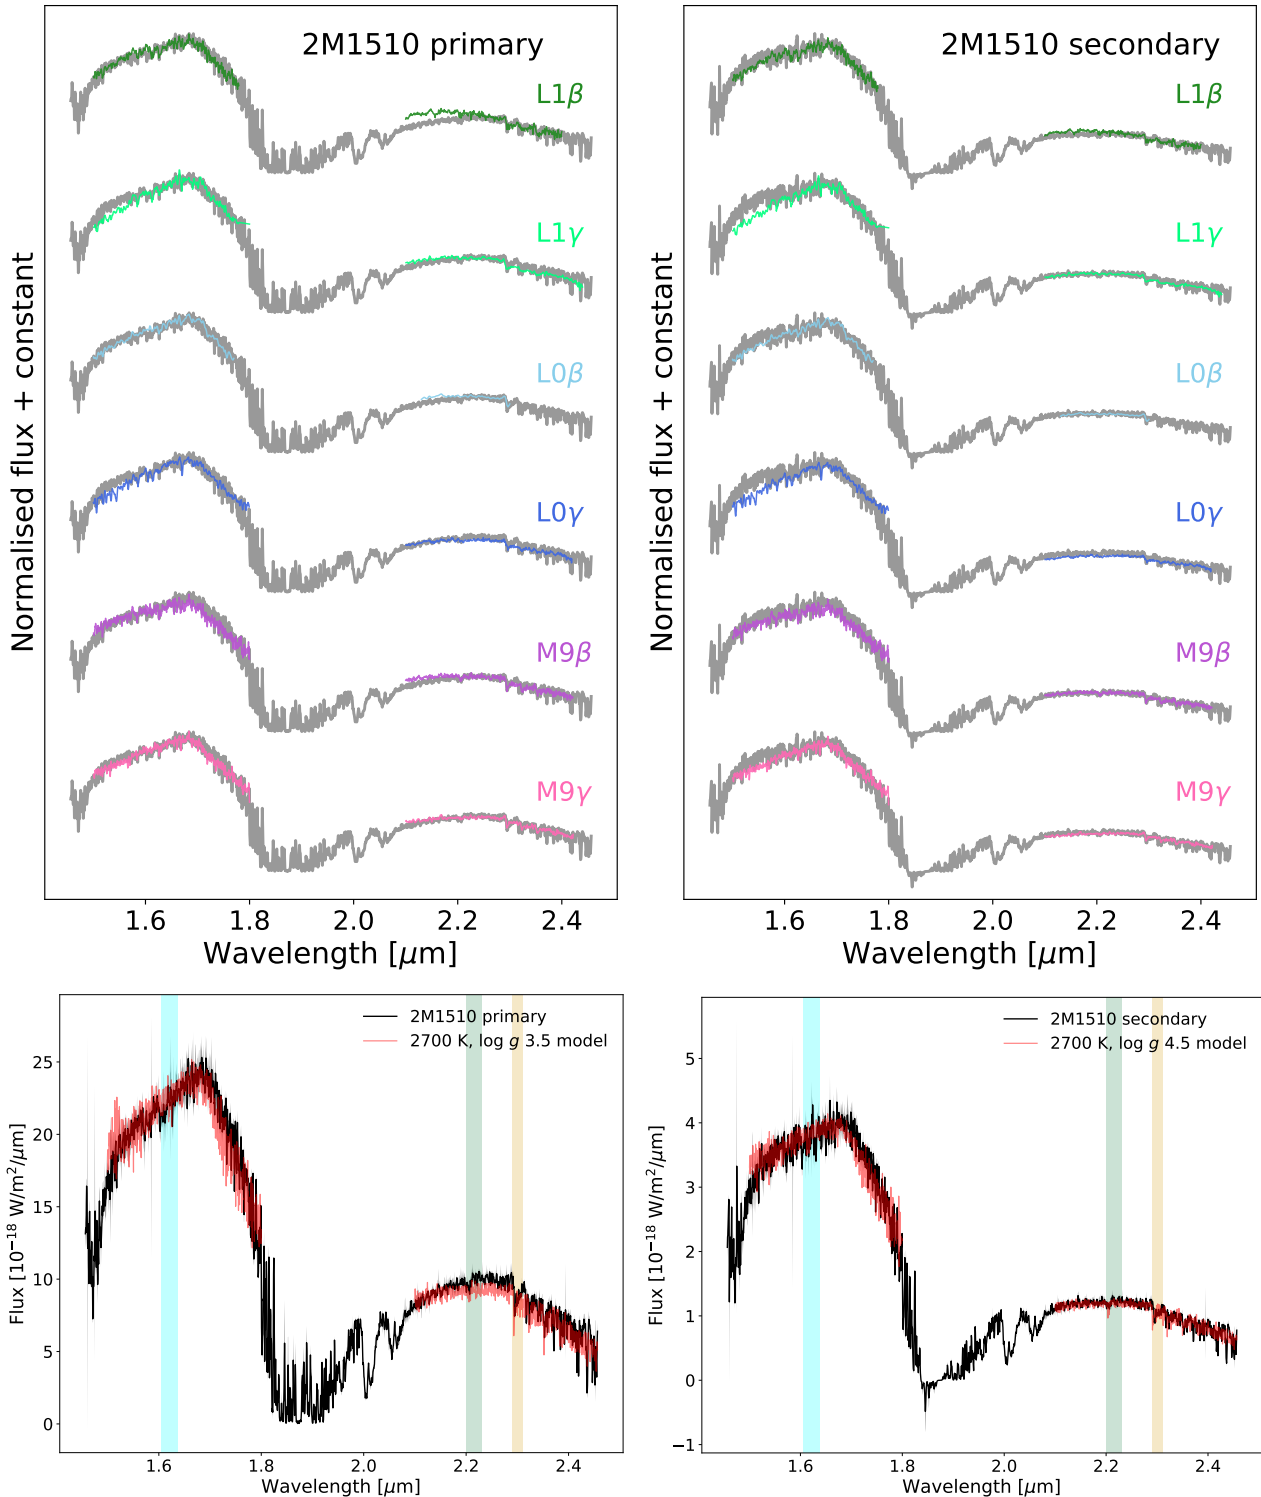 2M1510 primary
L1β
L1γ
L0β
L0γ
M9β
M9γ
Normalised flux + constant
1.6 1.8 2.0 2.2 2.4
Wavelength [μm]
2M1510 secondary
L1β
L1γ
L0β
L0γ
M9β
M9γ
Normalised flux + constant
1.6 1.8 2.0 2.2 2.4
Wavelength [μm]
2M1510 primary
2700 K, log g 3.5 model
25
20
15
10
5
0
Flux [10⁻¹⁸ W/m²/μm]
1.6 1.8 2.0 2.2 2.4
Wavelength [μm]
2M1510 secondary
2700 K, log g 4.5 model
5
4
3
2
1
0
−1
Flux [10⁻¹⁸ W/m²/μm]
1.6 1.8 2.0 2.2 2.4
Wavelength [μm]